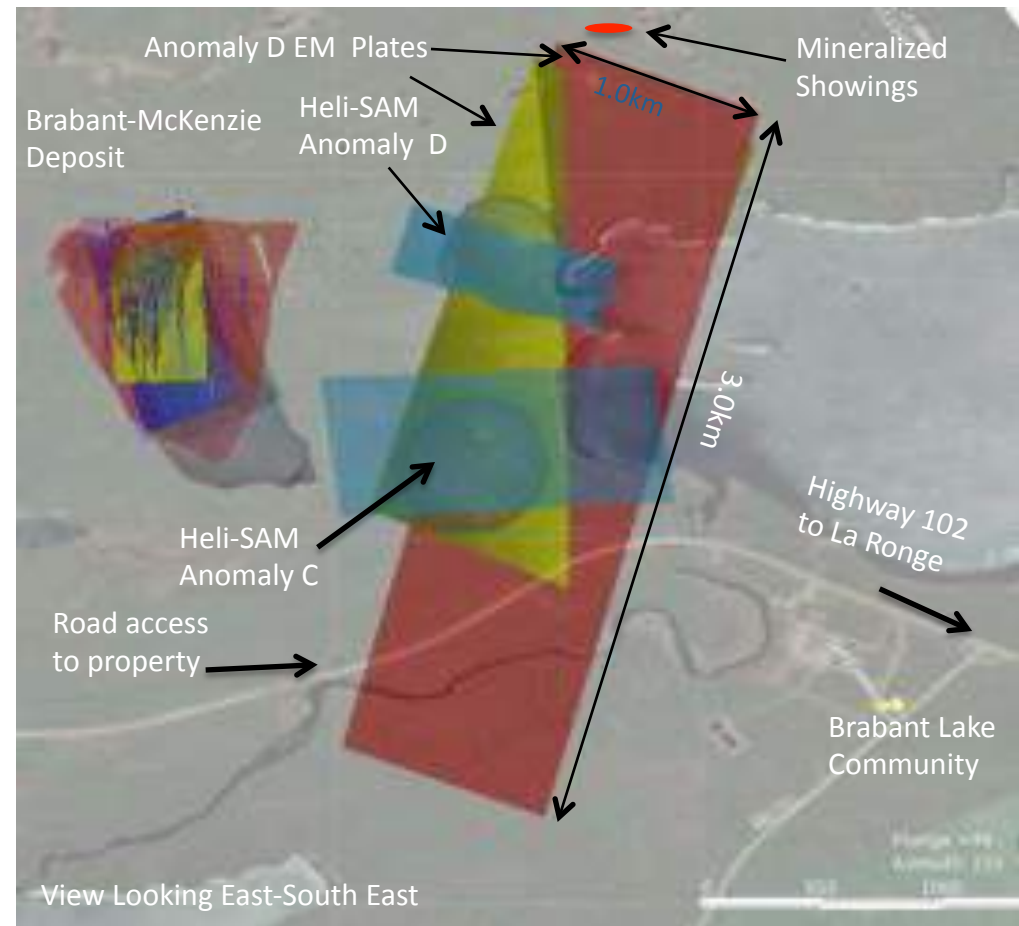 Anomaly D EM Plates
Mineralized
Showings
1.0km
Heli-SAM
Anomaly D
Brabant-McKenzie
Deposit
3.0km
Highway 102
to La Ronge
Heli-SAM
Anomaly C
Road access
to property
Brabant Lake
Community
View Looking East-South East